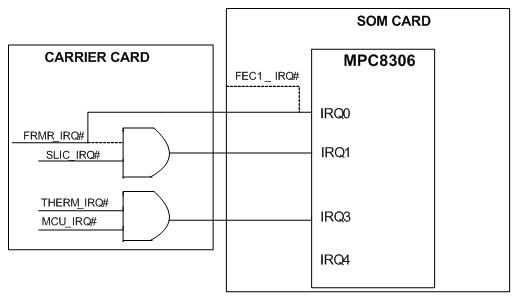 SOM CARD
CARRIER CARD
MPC8306
FEC1_ IRQ#
IRQ0
FRMR_IRQ#
SLIC_IRQ#
IRQ1
THERM_IRQ#
MCU_IRQ#
IRQ3
IRQ4